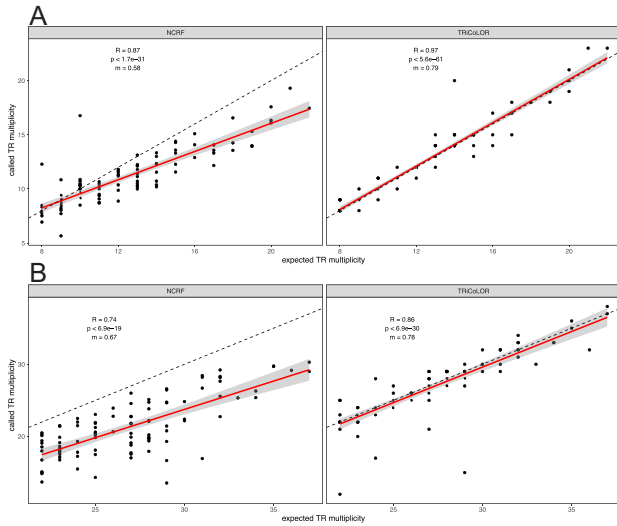 A
NCRF
TRiCoLOR
R = 0.87
p < 1.7e−31
m = 0.58
R = 0.97
p < 5.6e−61
m = 0.79
called TR multiplicity
20
15
10
5
8
12
16
20
8
12
16
20
expected TR multiplicity
B
NCRF
TRiCoLOR
R = 0.74
p < 6.9e−19
m = 0.67
R = 0.86
p < 6.9e−30
m = 0.78
called TR multiplicity
30
20
25
30
35
25
30
35
expected TR multiplicity